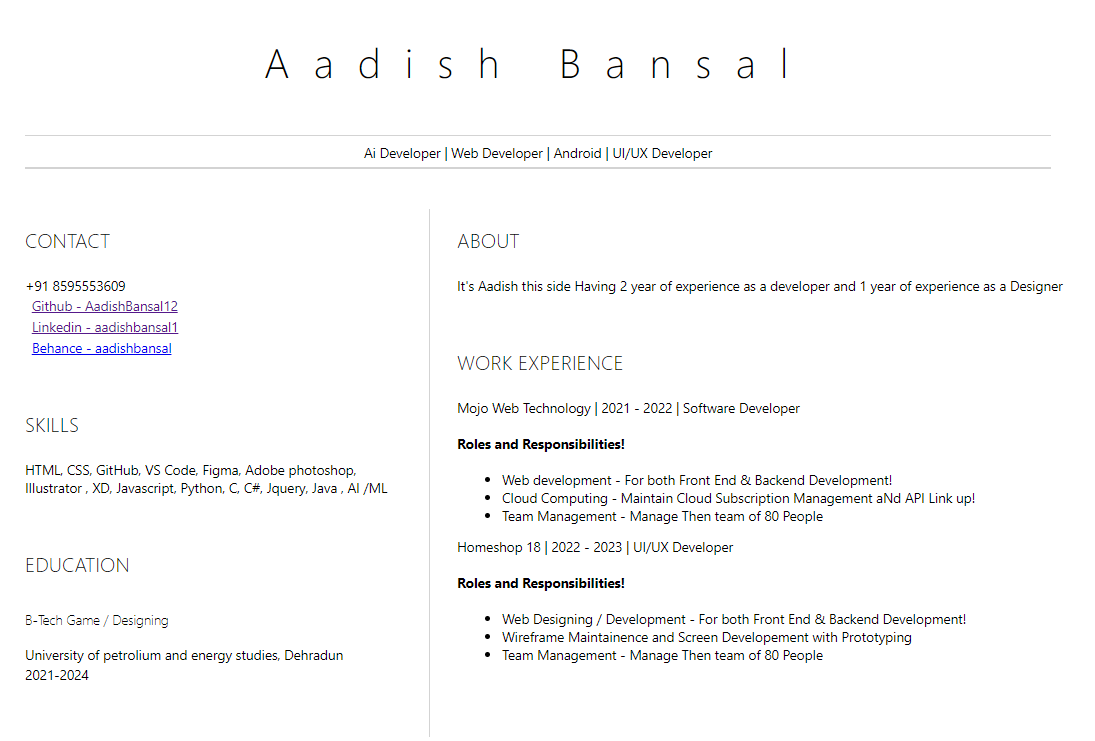 Aadish Bansal
Ai Developer | Web Developer | Android | UI/UX Developer
CONTACT
+91 8595553609
Github - AadishBansal12
Linkedin - aadishbansal1
Behance - aadishbansal
SKILLS
HTML, CSS, GitHub, VS Code, Figma, Adobe photoshop,
Illustrator , XD, Javascript, Python, C, C#, Jquery, Java , AI /ML
EDUCATION
B-Tech Game / Designing
University of petrolium and energy studies, Dehradun
2021-2024
ABOUT
It's Aadish this side Having 2 year of experience as a developer and 1 year of experience as a Designer
WORK EXPERIENCE
Mojo Web Technology | 2021 - 2022 | Software Developer
Roles and Responsibilities!
• Web development - For both Front End & Backend Development!
• Cloud Computing - Maintain Cloud Subscription Management aNd API Link up!
• Team Management - Manage Then team of 80 People
Homeshop 18 | 2022 - 2023 | UI/UX Developer
Roles and Responsibilities!
• Web Designing / Development - For both Front End & Backend Development!
• Wireframe Maintainence and Screen Developement with Prototyping
• Team Management - Manage Then team of 80 People